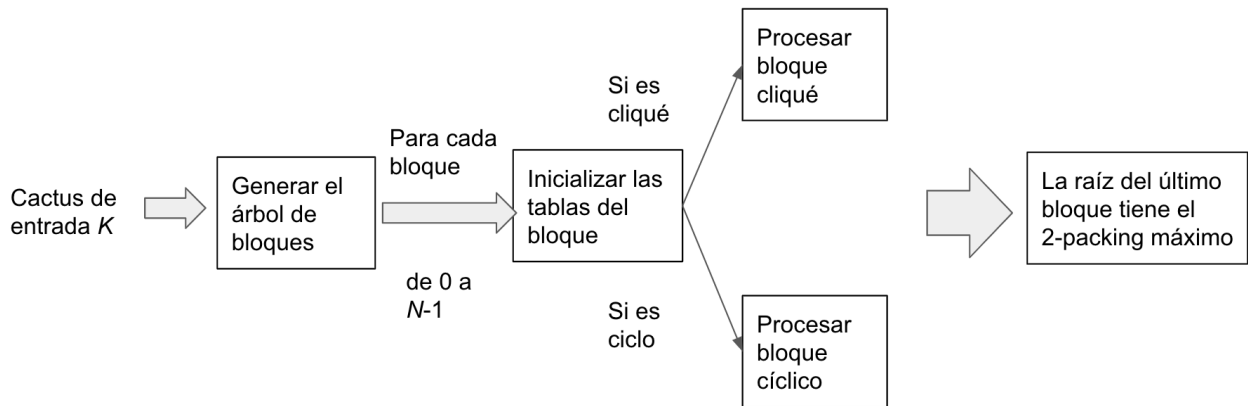 Cactus de
entrada K
Generar el
árbol de
bloques
Para cada
bloque
de 0 a
N-1
Inicializar las
tablas del
bloque
Si es
cliqué
Procesar
bloque
cliqué
Si es
ciclo
Procesar
bloque
cíclico
La raíz del último
bloque tiene el
2-packing máximo